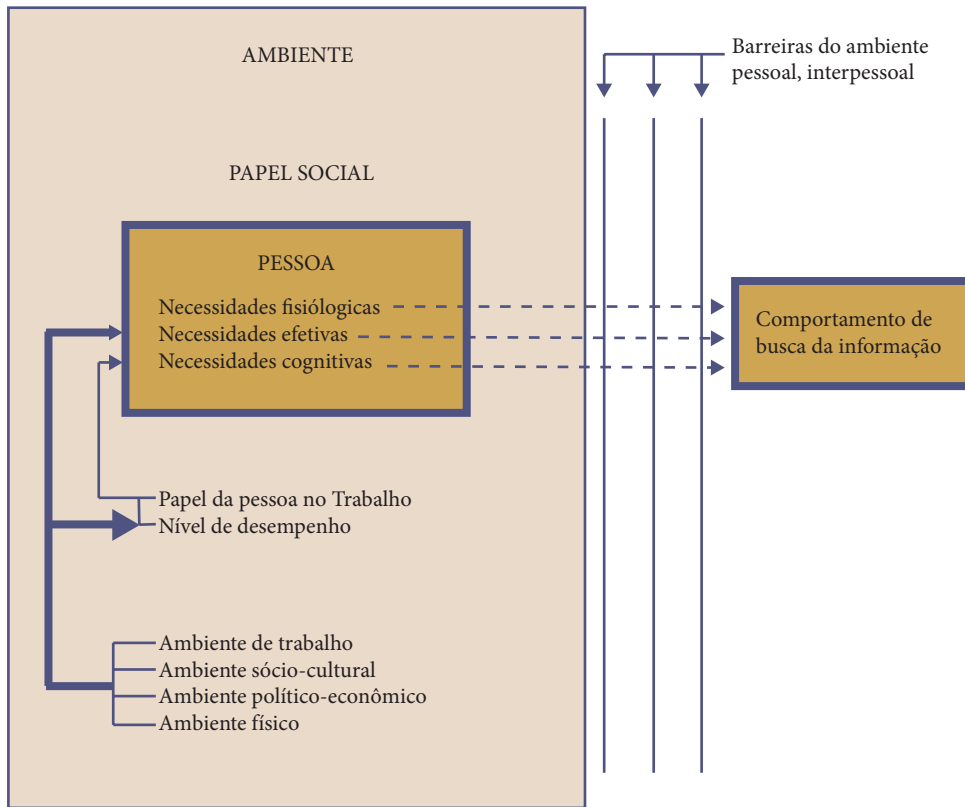 AMBIENTE
Barreiras do ambiente
pessoal, interpessoal
PAPEL SOCIAL
PESSOA
Necessidades fisiólogicas
Necessidades efetivas
Necessidades cognitivas
Comportamento de
busca da informação
Papel da pessoa no Trabalho
Nível de desempenho
Ambiente de trabalho
Ambiente sócio-cultural
Ambiente político-econômico
Ambiente físico